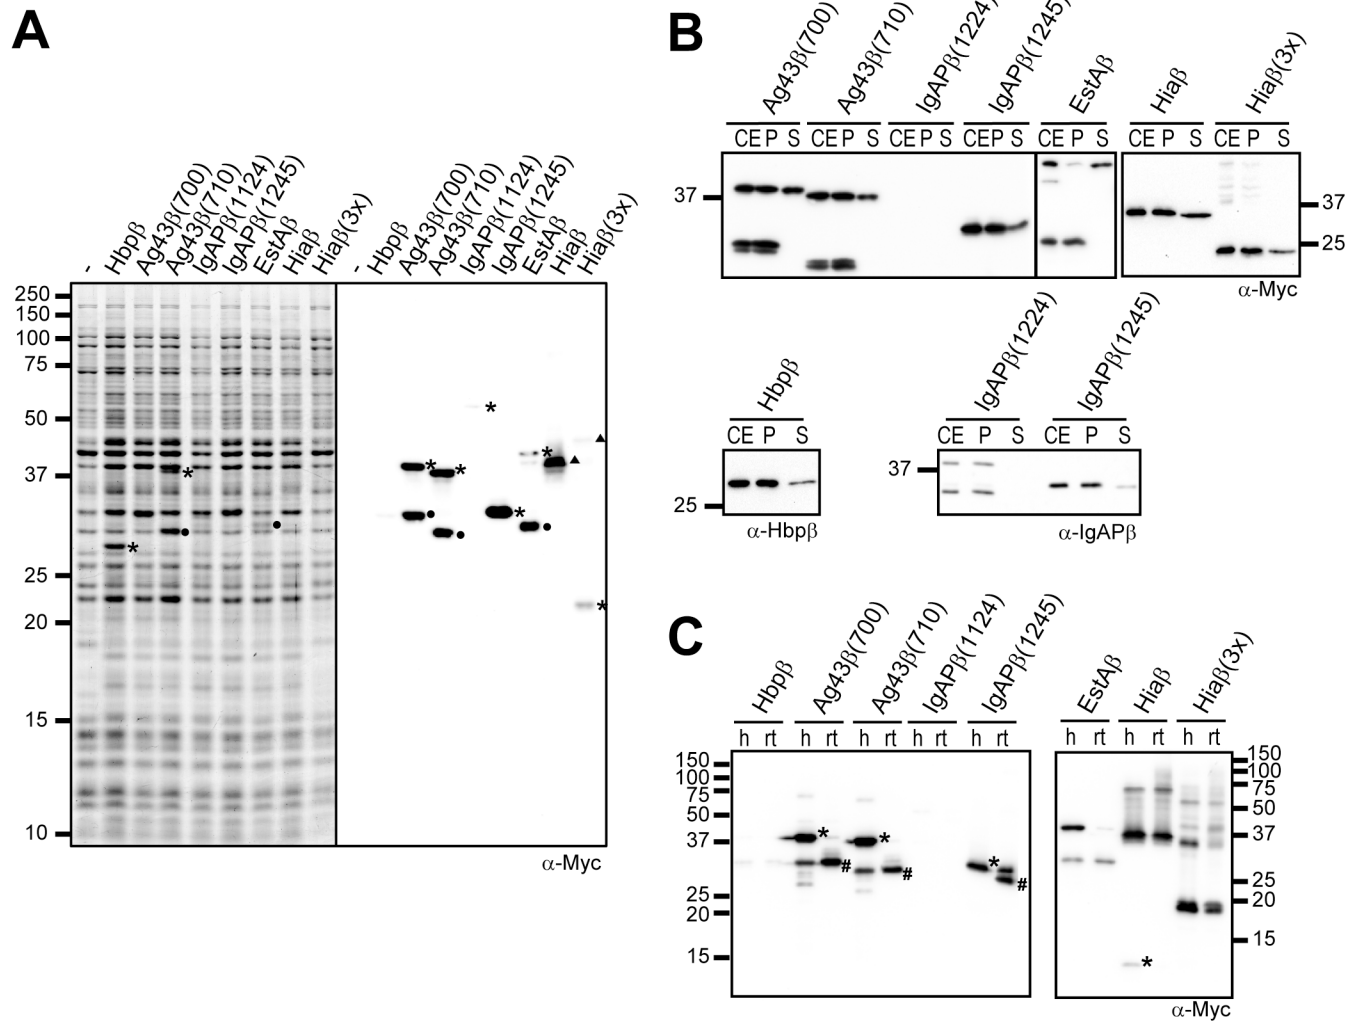 A
- Hbpβ Ag43β(700) Ag43β(710) IgAPβ(1124) IgAPβ(1245) EstAβ Hiaβ Hiaβ(3x)
- Hbpβ Ag43β(700) Ag43β(710) IgAPβ(1124) IgAPβ(1245) EstAβ Hiaβ Hiaβ(3x)
250
150
100
75
50
37
25
20
15
10
* • * • •
* • * • * * * • ▲ ▲ *
α-Myc
B
Ag43β(700) Ag43β(710) IgAPβ(1224) IgAPβ(1245) EstAβ Hiaβ Hiaβ(3x)
CE P S CE P S CE P S CE P S CE P S CE P S CE P S
37
37
25
α-Myc
Hbpβ IgAPβ(1224) IgAPβ(1245)
CE P S CE P S CE P S
25
37
α-Hbpβ α-IgAPβ
C
Hbpβ Ag43β(700) Ag43β(710) IgAPβ(1124) IgAPβ(1245) EstAβ Hiaβ Hiaβ(3x)
h rt h rt h rt h rt h rt h rt h rt h rt
150
100
75
50
37
25
20
15
* # * # * #
*
150
100
75
50
37
25
20
15
α-Myc